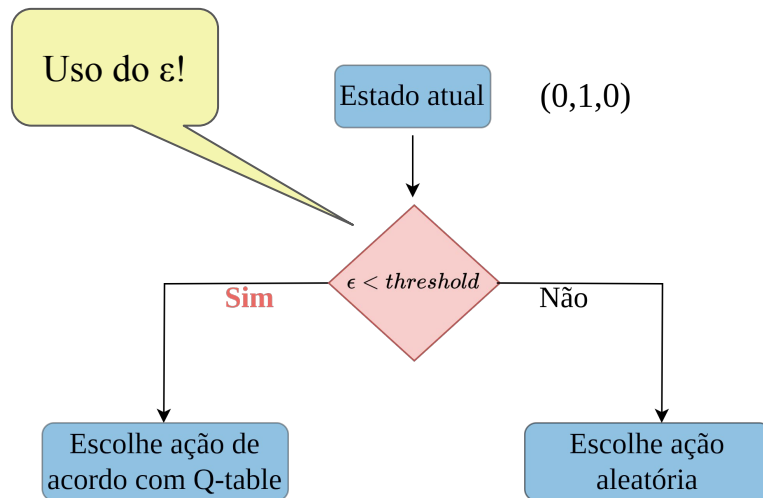 Uso do ε!
Estado atual
(0,1,0)
ϵ < threshold
Sim
Não
Escolhe ação de
acordo com Q-table
Escolhe ação
aleatória